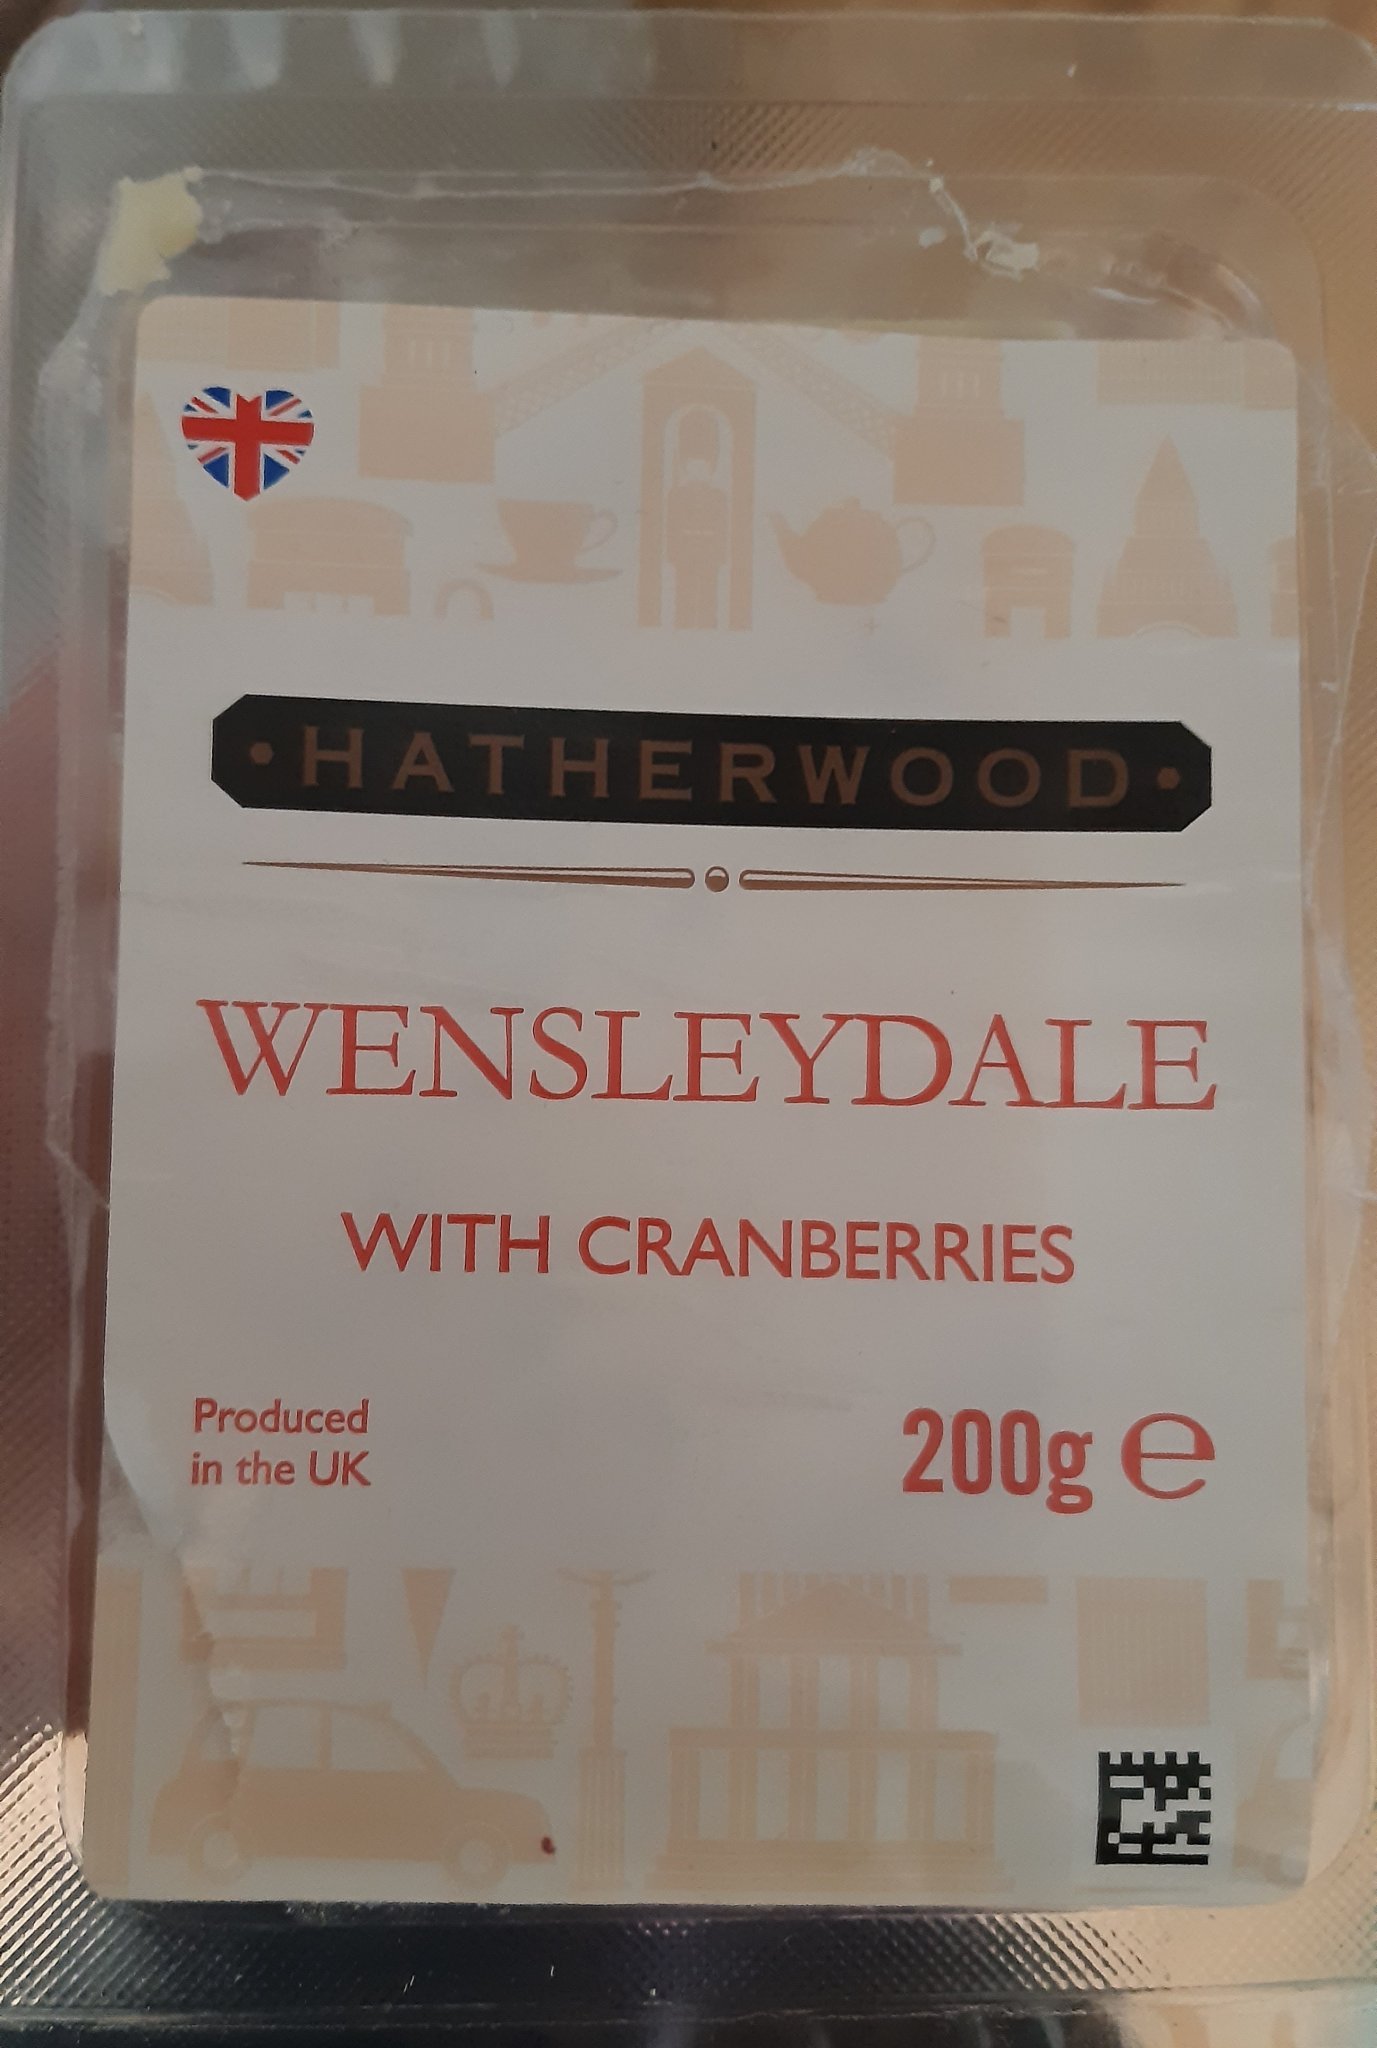 HATHERWOOD
WENSLEYDALE
WITH CRANBERRIES
Produced
in the UK
200g ℮